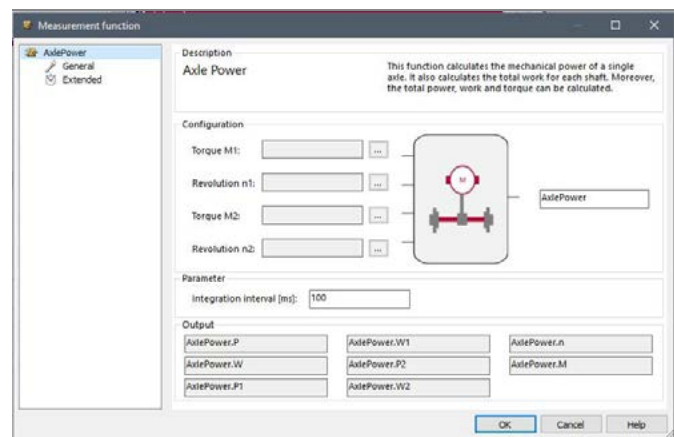 Measurement function
AxlePower
General
Extended
Description
Axle Power
This function calculates the mechanical power of a single
axle. It also calculates the total work for each shaft. Moreover,
the total power, work and torque can be calculated.
Configuration
Torque M1:
...
Revolution n1:
...
Torque M2:
...
Revolution n2:
...
M
AxlePower
Parameter
Integration interval [ms]: 100
Output
AxlePower.P AxlePower.W1 AxlePower.n
AxlePower.W AxlePower.P2 AxlePower.M
AxlePower.P1 AxlePower.W2
OK Cancel Help